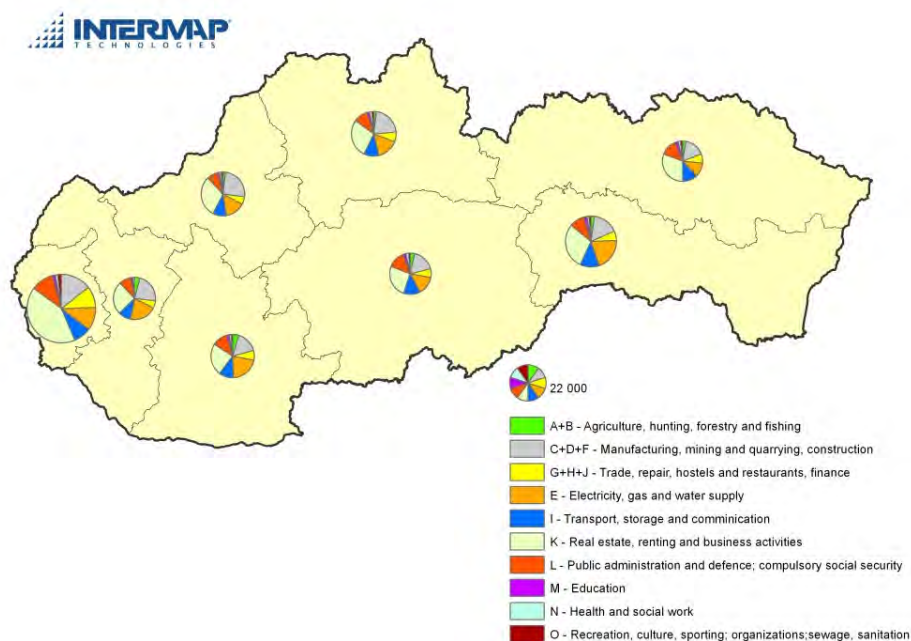 INTERMAP
TECHNOLOGIES
22 000
A+B - Agriculture, hunting, forestry and fishing
C+D+F - Manufacturing, mining and quarrying, construction
G+H+J - Trade, repair, hostels and restaurants, finance
E - Electricity, gas and water supply
I - Transport, storage and comminication
K - Real estate, renting and business activities
L - Public administration and defence; compulsory social security
M - Education
N - Health and social work
O - Recreation, culture, sporting; organizations;sewage, sanitation